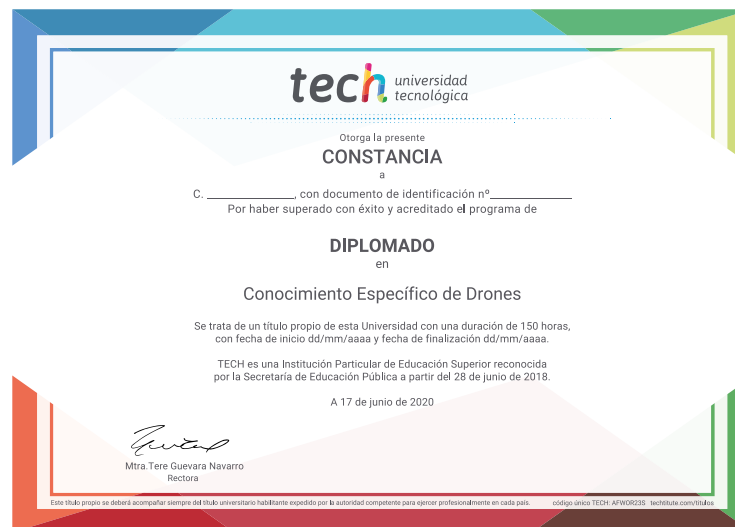 tech universidad
tecnológica
Otorga la presente
CONSTANCIA
a
C. ______________, con documento de identificación nº_____________
Por haber superado con éxito y acreditado el programa de
DIPLOMADO
en
Conocimiento Específico de Drones
Se trata de un título propio de esta Universidad con una duración de 150 horas,
con fecha de inicio dd/mm/aaaa y fecha de finalización dd/mm/aaaa.
TECH es una Institución Particular de Educación Superior reconocida
por la Secretaría de Educación Pública a partir del 28 de junio de 2018.
A 17 de junio de 2020
Mtra.Tere Guevara Navarro
Rectora
Este título propio se deberá acompañar siempre del título universitario habilitante expedido por la autoridad competente para ejercer profesionalmente en cada país. código único TECH: AFWOR23S techtitute.com/titulos